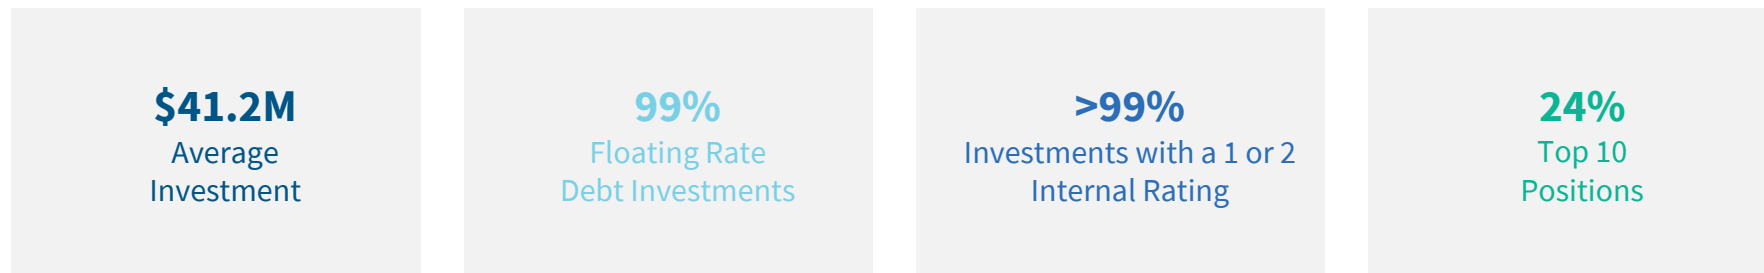 $41.2M
Average
Investment
99%
Floating Rate
Debt Investments
>99%
Investments with a 1 or 2
Internal Rating
24%
Top 10
Positions